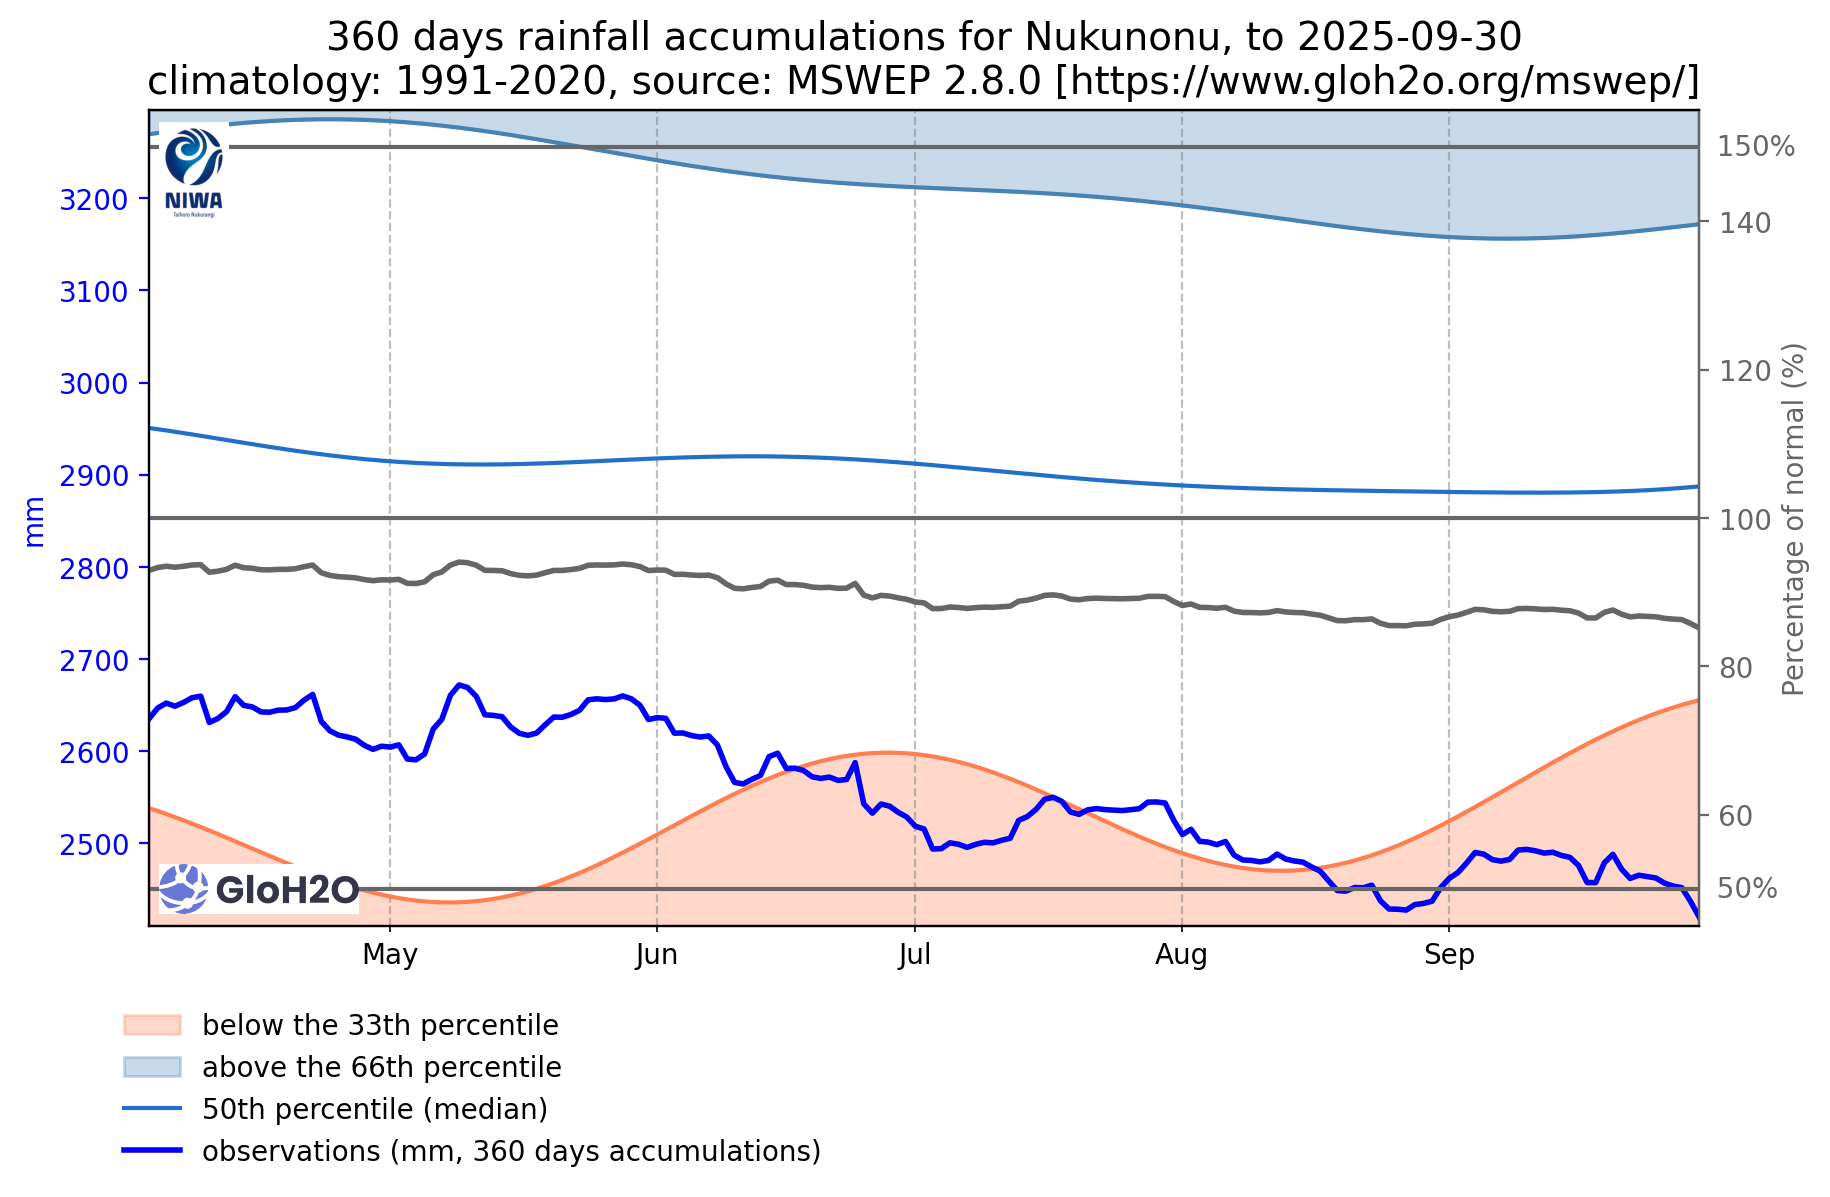 360 days rainfall accumulations for Nukunonu, to 2025-09-30
climatology: 1991-2020, source: MSWEP 2.8.0 [https://www.gloh2o.org/mswep/]
NIWA
Taihoro Nukurangi
3200
3100
3000
2900
2800
2700
2600
2500
mm
150%
140
120
100
80
60
50%
Percentage of normal (%)
GloH2O
May Jun Jul Aug Sep
below the 33th percentile
above the 66th percentile
50th percentile (median)
observations (mm, 360 days accumulations)